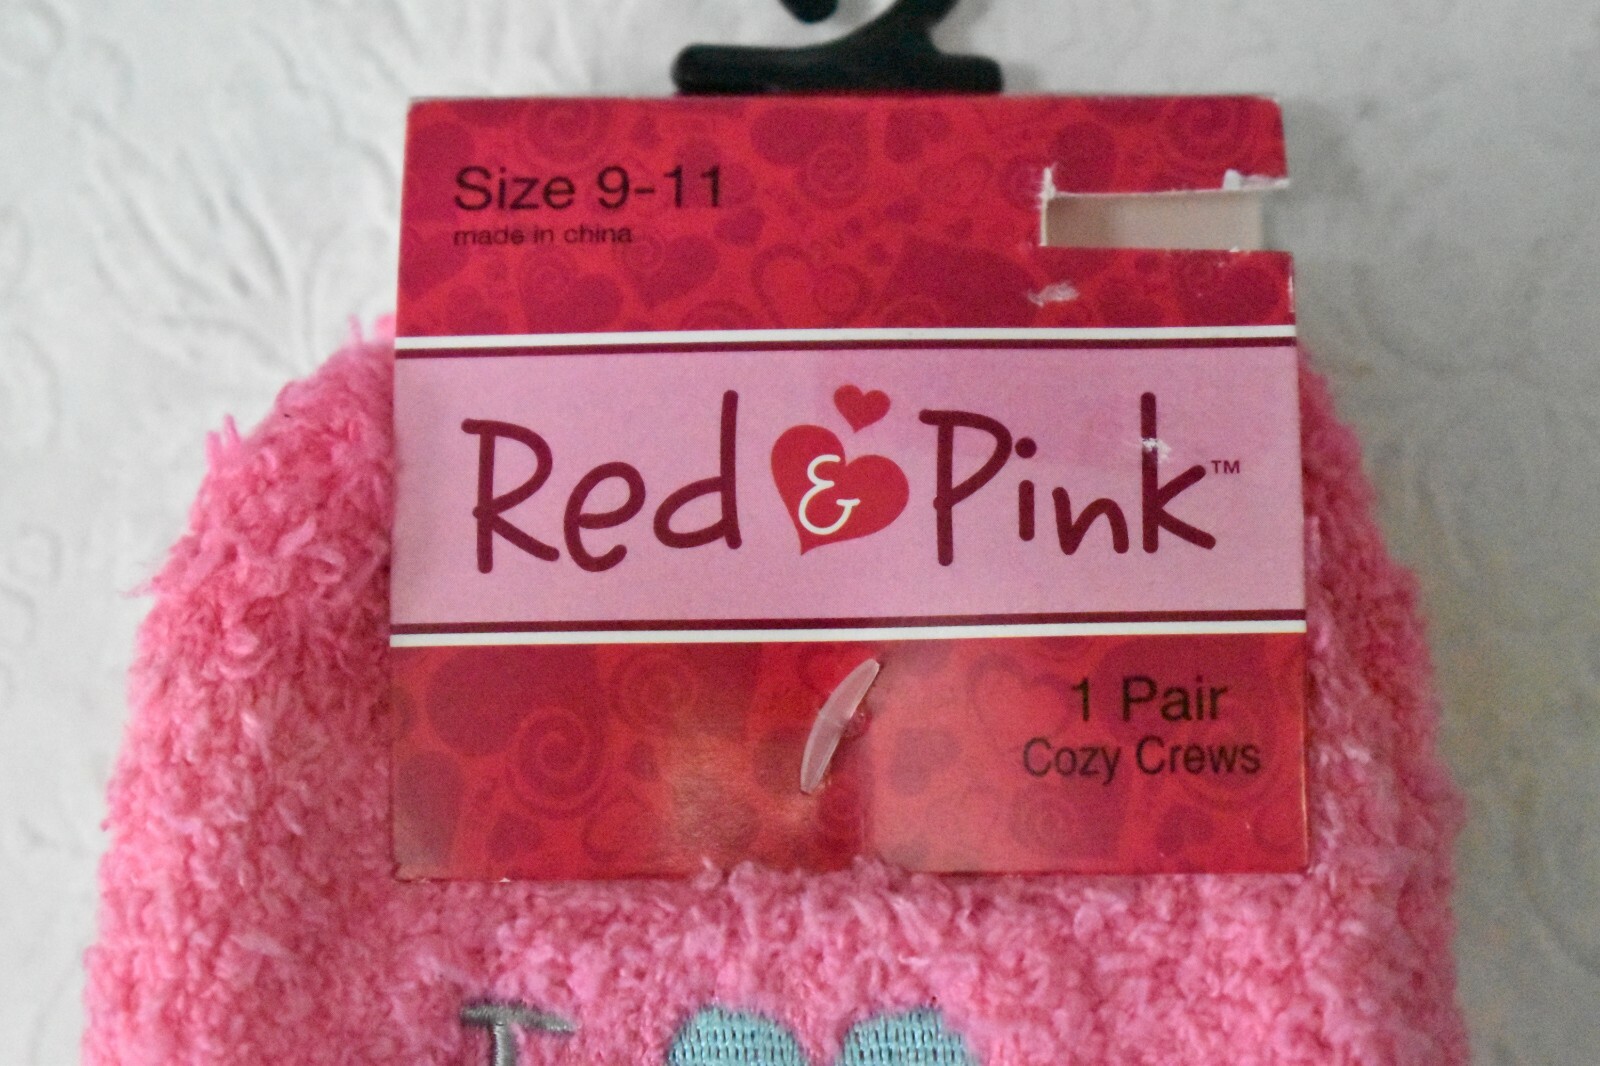 Size 9-11
made in china
Red & Pink™
1 Pair
Cozy Crews
I